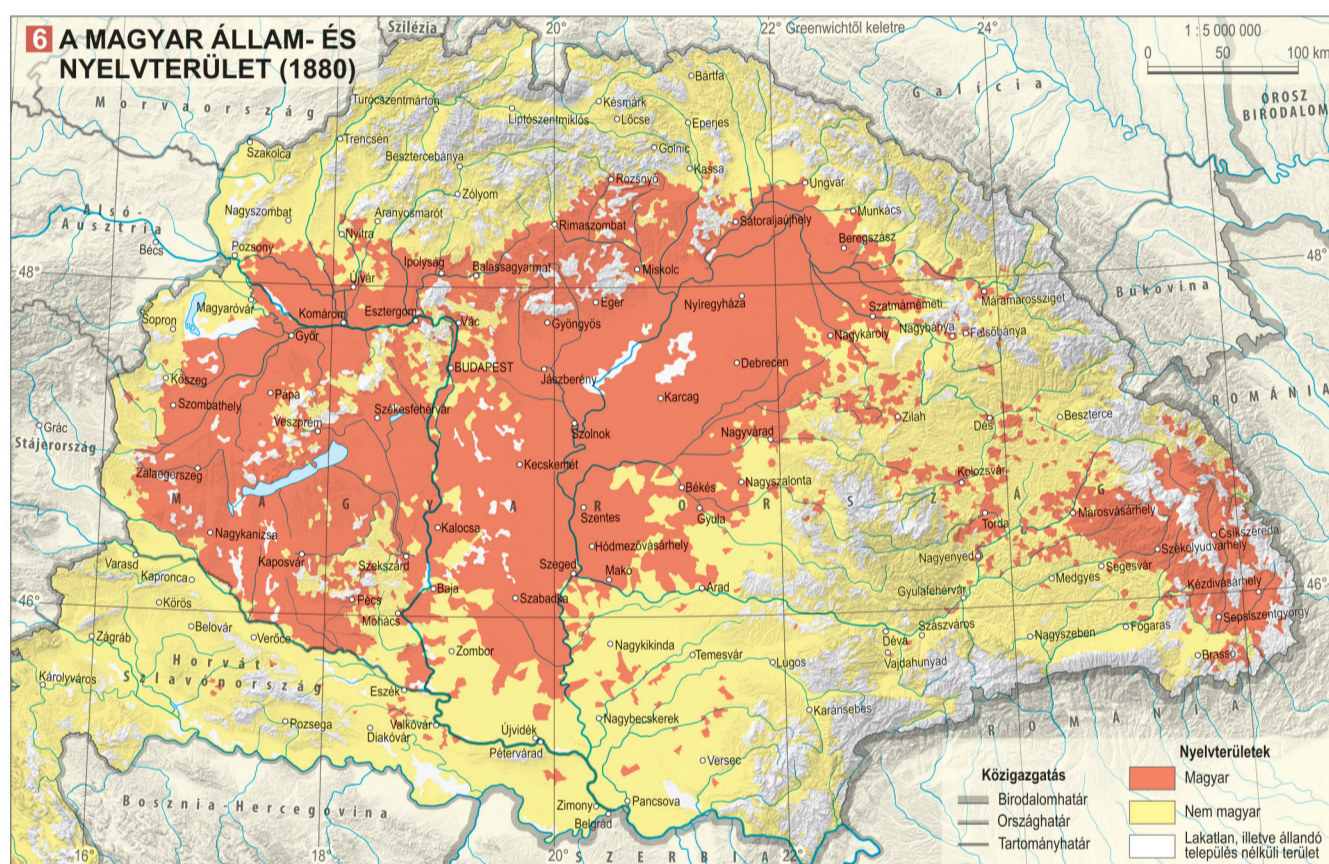 6 A MAGYAR ÁLLAM- ÉS
NYELVTERÜLET (1880)
Szilézia
20°
22°
Greenwichtől keletre
24°
1 : 5 000 000
0 50 100 km
Morvaország
Galícia
OROSZ
BIRODALOM
Bártfa
Turócszentmárton
Késmárk
Liptószentmiklós
Lőcse
Eperjes
Trencsén
Szakolca
Besztercebánya
Gölnic
Kassa
Rozsnyó
Ungvár
Zólyom
Alsó-
Ausztria
Nagyszombat
Aranyosmarót
Nyitra
Rimaszombat
Sátoraljaújhely
Munkács
Beregszász
Bécs
Pozsony
48°
Ipolyság
Balassagyarmat
Miskolc
48°
Újvár
Magyaróvár
Komárom
Esztergom
Eger
Nyíregyháza
Szatmárnémeti
Máramarossziget
Bukovina
Sopron
Győr
Vác
Gyöngyös
Nagykároly
Nagybánya
Felsőbánya
BUDAPEST
Jászberény
Debrecen
Kőszeg
Pápa
Szombathely
Karcag
ROMÁNIA
Veszprém
Székesfehérvár
Zilah
Dés
Beszterce
Grác
Stájerország
Szolnok
Nagyvárad
Zalaegerszeg
Kecskemét
Kolozsvár
Békés
Nagyszalonta
MAGYARORSZÁG
Szentes
Gyula
Torda
Marosvásárhely
Nagykanizsa
Kalocsa
Csíkszereda
Hódmezővásárhely
Nagyenyed
Székelyudvarhely
Varasd
Kaposvár
Szekszárd
Szeged
Makó
Segesvár
Kapronca
Medgyes
Kézdivásárhely
46°
Baja
Arad
Gyulafehérvár
46°
Körös
Pécs
Szabadka
Mohács
Sepsiszentgyörgy
Zágráb
Belovár
Verőce
Déva
Szászváros
Nagyszeben
Fogaras
Zombor
Nagykikinda
Temesvár
Lugos
Vajdahunyad
Brassó
Horvát-
Szlavónország
Károlyváros
Eszék
Karánsebes
Pozsega
Diakóvár
Valkóvár
Nagybecskerek
ROMÁNIA
Újvidék
Pétervárad
Versec
Bosznia-Hercegovina
Zimony
Pancsova
Belgrád
16°
18°
20°
SZERBIA
22°
Közigazgatás
Birodalomhatár
Országhatár
Tartományhatár
Nyelvterületek
Magyar
Nem magyar
Lakatlan, illetve állandó
település nélküli terület